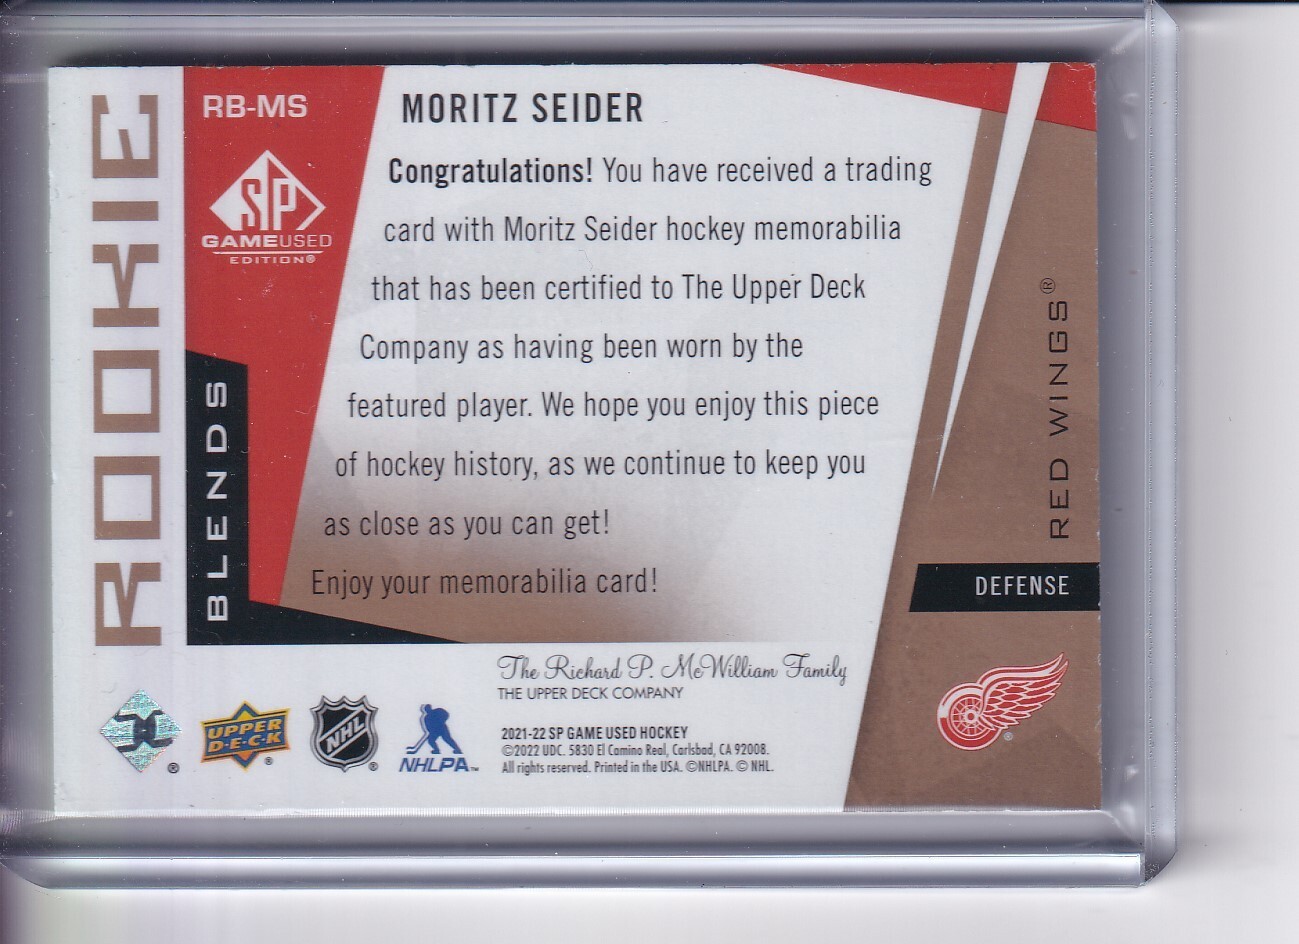 ROOKIE
BLENDS
RB-MS
SP
GAMEUSED
EDITION®
MORITZ SEIDER
Congratulations! You have received a trading
card with Moritz Seider hockey memorabilia
that has been certified to The Upper Deck
Company as having been worn by the
featured player. We hope you enjoy this piece
of hockey history, as we continue to keep you
as close as you can get!
Enjoy your memorabilia card!
RED WINGS®
DEFENSE
The Richard P. McWilliam Family
THE UPPER DECK COMPANY
®
UPPER
D·E·C·K
®
NHL
®
NHLPA™
2021-22 SP GAME USED HOCKEY
©2022 UDC. 5830 El Camino Real, Carlsbad, CA 92008.
All rights reserved. Printed in the USA. ©NHLPA. © NHL.
®